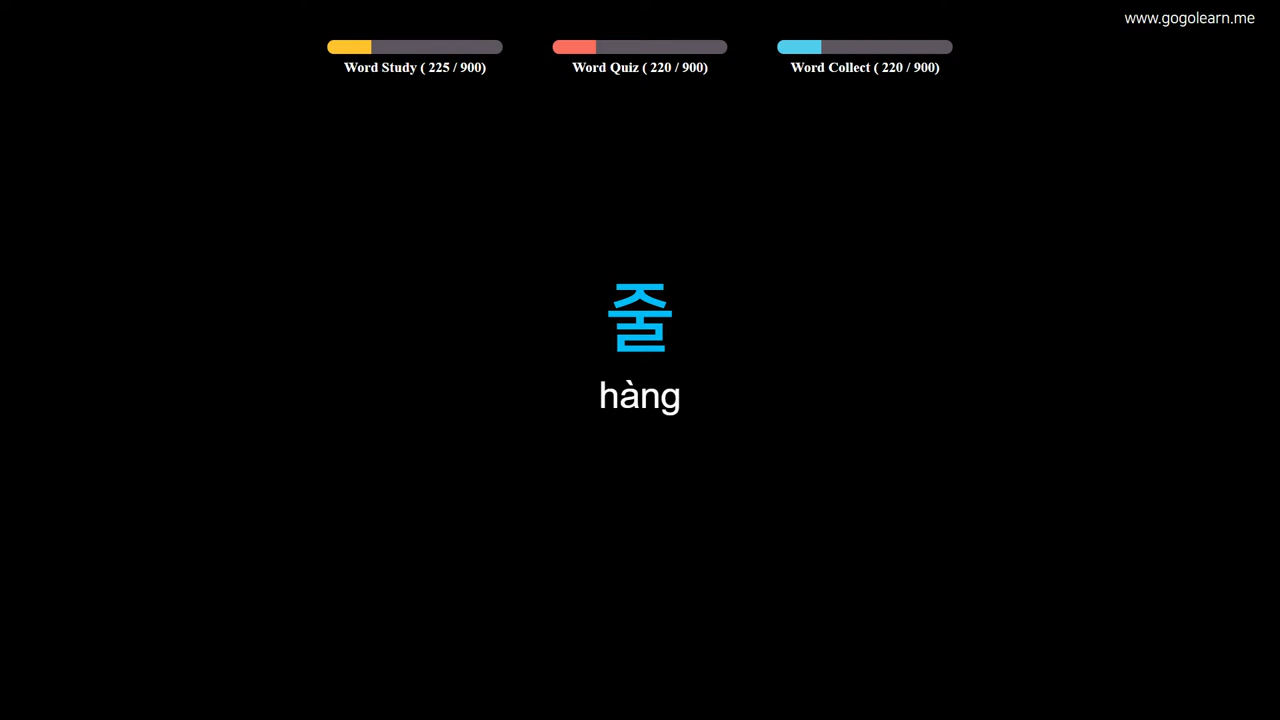 www.gogolearn.me
Word Study ( 225 / 900)
Word Quiz ( 220 / 900)
Word Collect ( 220 / 900)
줄
hàng